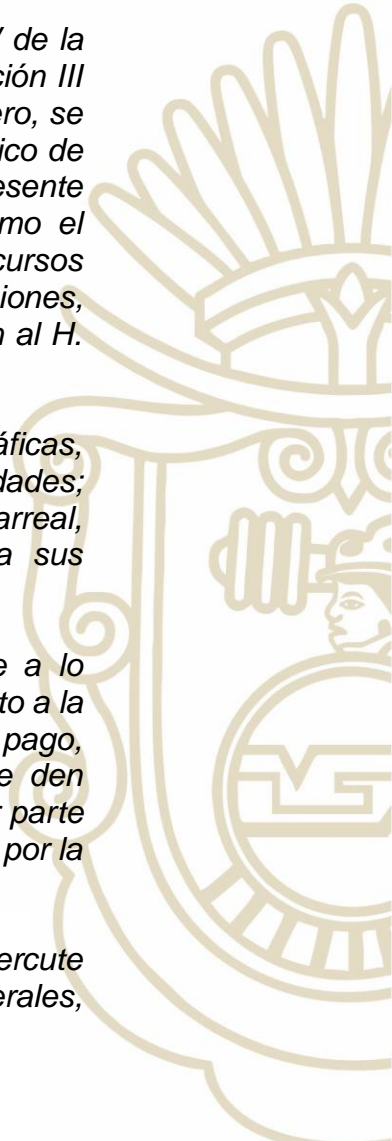 de la
ción III
ero, se
ico de
esente
mo el
cursos
iones,
n al H.
áficas,
dades;
arreal,
a sus
e a lo
to a la
pago,
e den
r parte
por la
ercute
erales,